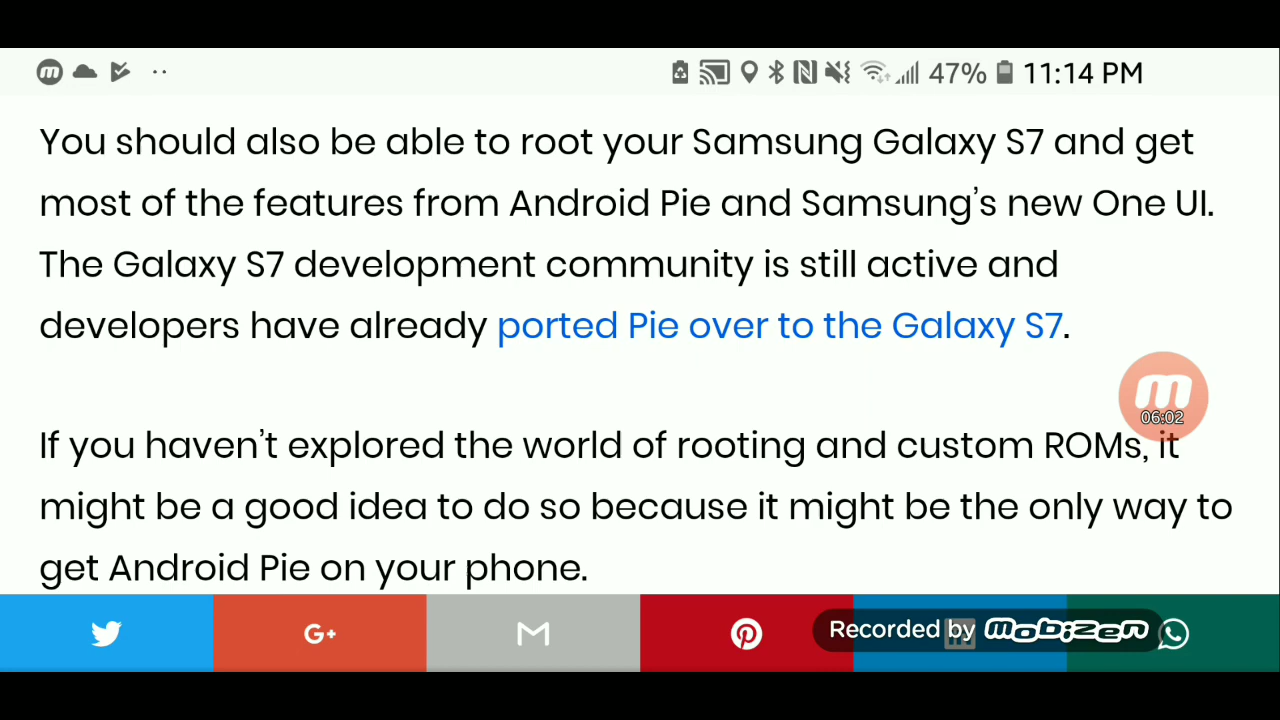 47% 11:14 PM
You should also be able to root your Samsung Galaxy S7 and get
most of the features from Android Pie and Samsung's new One UI.
The Galaxy S7 development community is still active and
developers have already ported Pie over to the Galaxy S7.
06:02
If you haven't explored the world of rooting and custom ROMs, it
might be a good idea to do so because it might be the only way to
get Android Pie on your phone.
G+
Recorded by mobizen